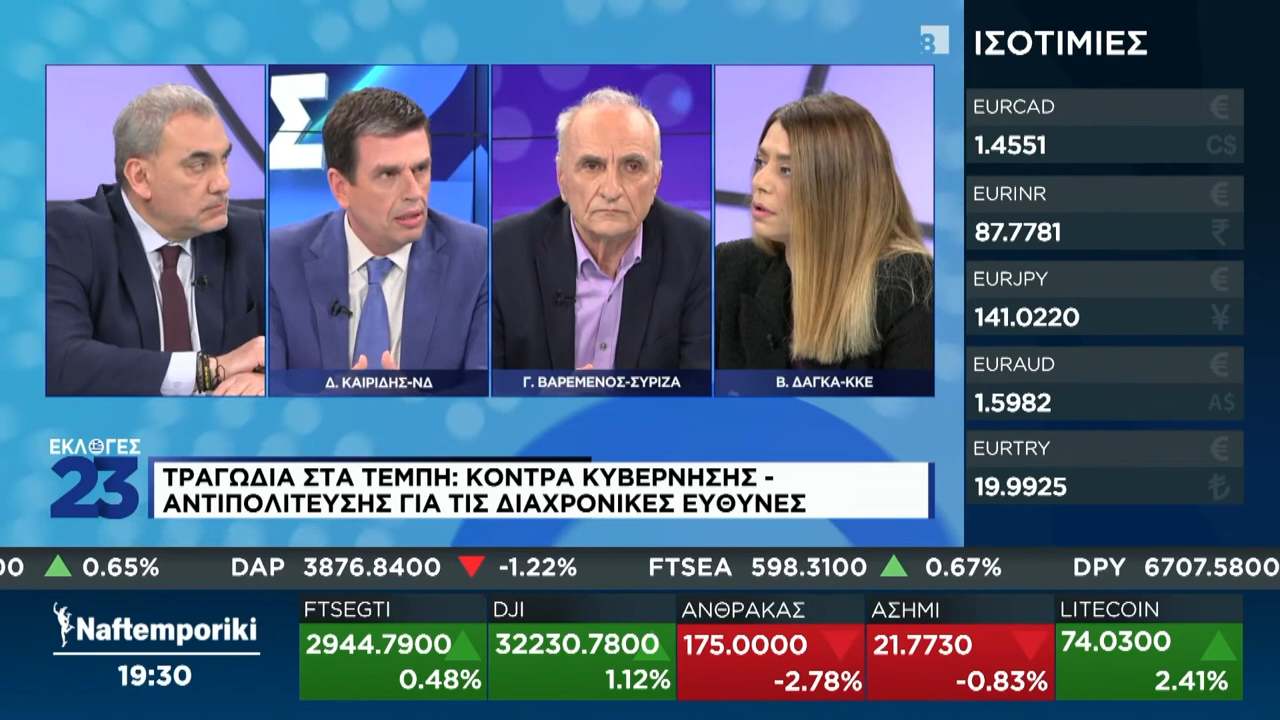 8
ΙΣΟΤΙΜΙΕΣ
Σ
EURCAD €
1.4551 C$
EURINR €
87.7781 ₹
EURJPY €
141.0220 ¥
EURAUD €
1.5982 A$
EURTRY €
19.9925 ₺
Δ. ΚΑΙΡΙΔΗΣ-ΝΔ
Γ. ΒΑΡΕΜΕΝΟΣ-ΣΥΡΙΖΑ
Β. ΔΑΓΚΑ-ΚΚΕ
ΕΚΛΟΓΕΣ
23
ΤΡΑΓΩΔΙΑ ΣΤΑ ΤΕΜΠΗ: ΚΟΝΤΡΑ ΚΥΒΕΡΝΗΣΗΣ -
ΑΝΤΙΠΟΛΙΤΕΥΣΗΣ ΓΙΑ ΤΙΣ ΔΙΑΧΡΟΝΙΚΕΣ ΕΥΘΥΝΕΣ
00 0.65% DAP 3876.8400 -1.22% FTSEA 598.3100 0.67% DPY 6707.5800
Naftemporiki
19:30
FTSEGTI
2944.7900
0.48%
DJI
32230.7800
1.12%
ΑΝΘΡΑΚΑΣ
175.0000
-2.78%
ΑΣΗΜΙ
21.7730
-0.83%
LITECOIN
74.0300
2.41%